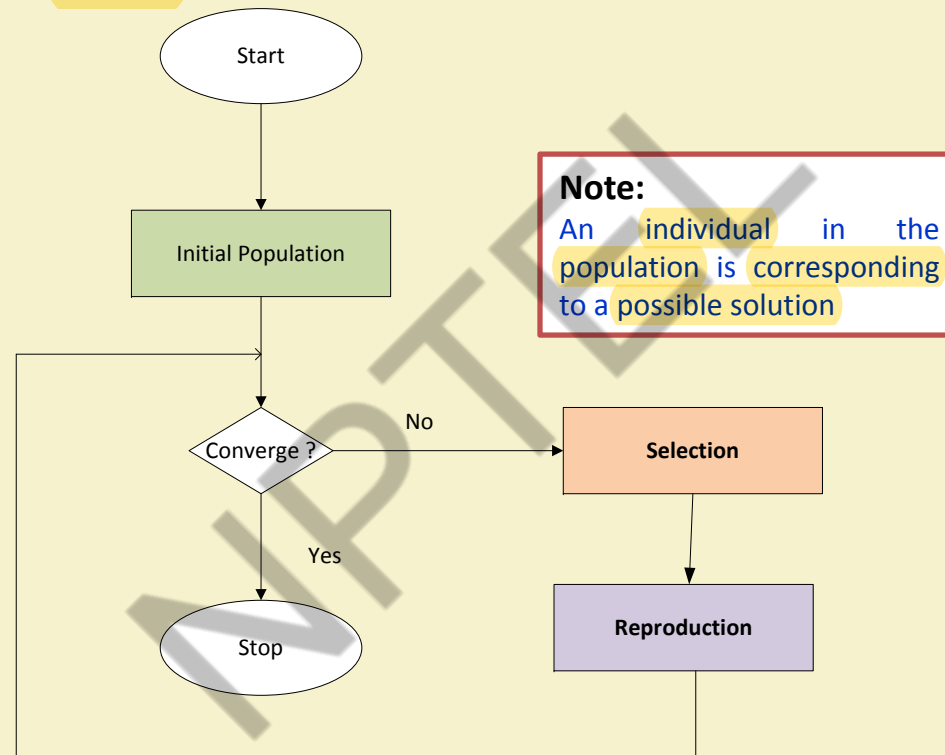 Start
Note:
An individual in the
population is corresponding
to a possible solution
Initial Population
No
Converge ?
Selection
Yes
Reproduction
Stop
NPTEL